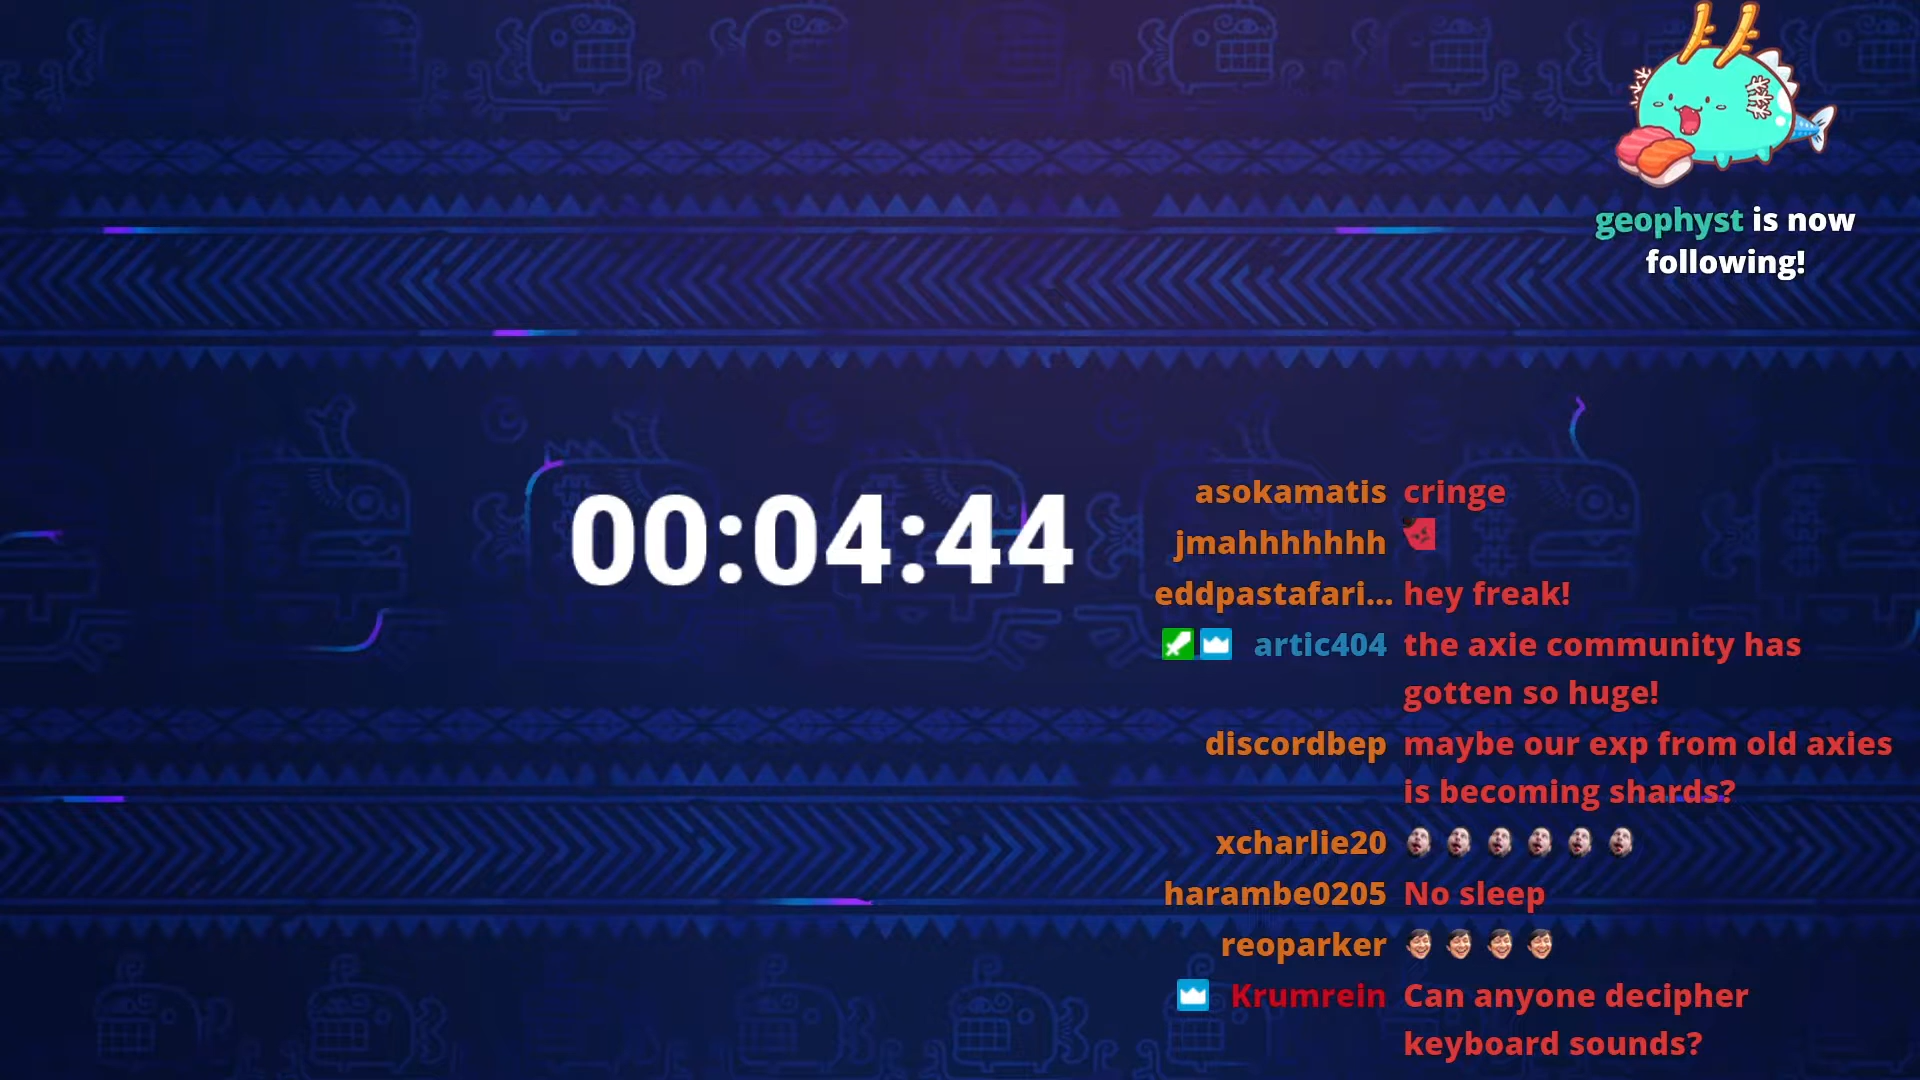 geophyst is now
following!
00:04:44
asokamatis cringe
jmahhhhhhh
eddpastafari... hey freak!
artic404 the axie community has
gotten so huge!
discordbep maybe our exp from old axies
is becoming shards?
xcharlie20
harambe0205 No sleep
reoparker
Krumrein Can anyone decipher
keyboard sounds?